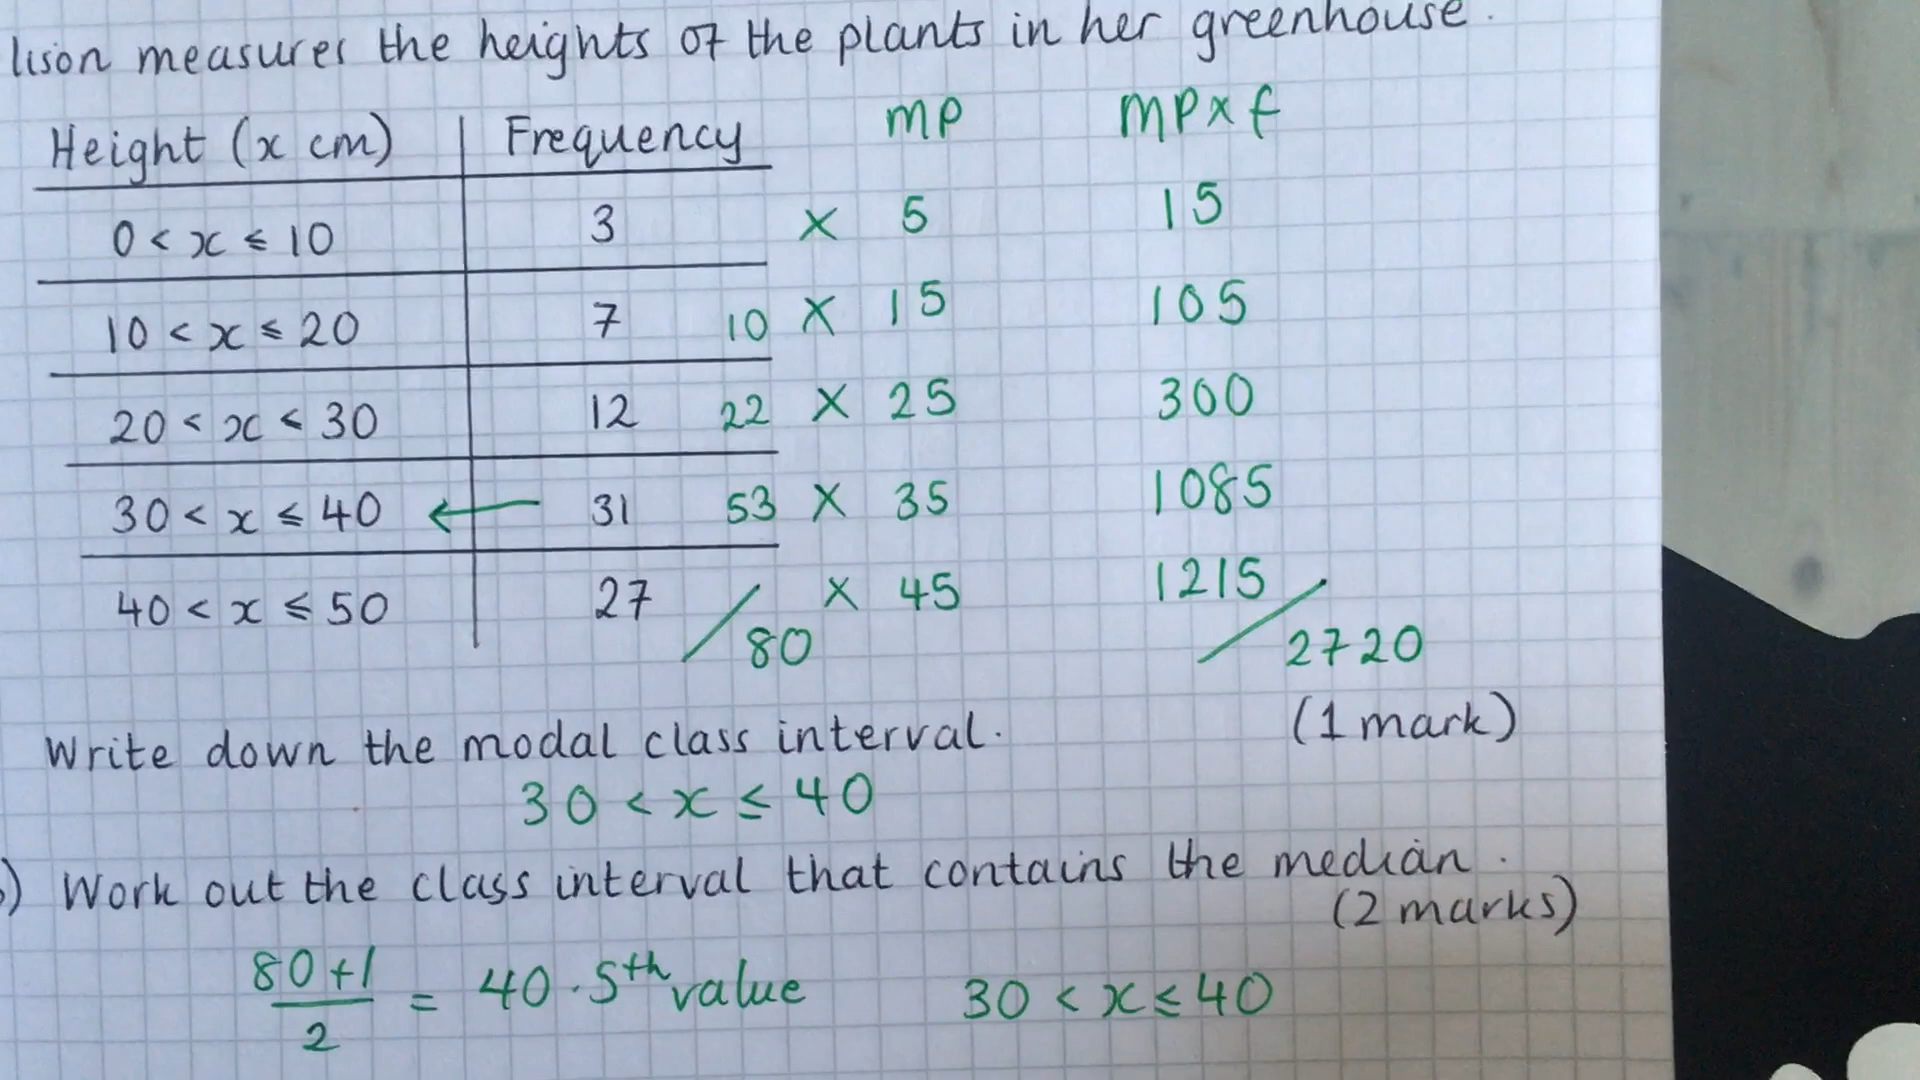 lison measures the heights of the plants in her greenhouse.
Height (x cm) Frequency mp mp x f
0 < x ≤ 10 3 x 5 15
10 < x ≤ 20 7 10 x 15 105
20 < x < 30 12 22 x 25 300
30 < x ≤ 40 ← 31 53 x 35 1085
40 < x ≤ 50 27 x 45 1215
80 2720
Write down the modal class interval. (1 mark)
30 < x ≤ 40
) Work out the class interval that contains the median.
(2 marks)
80+1
2
= 40.5th value 30 < x ≤ 40